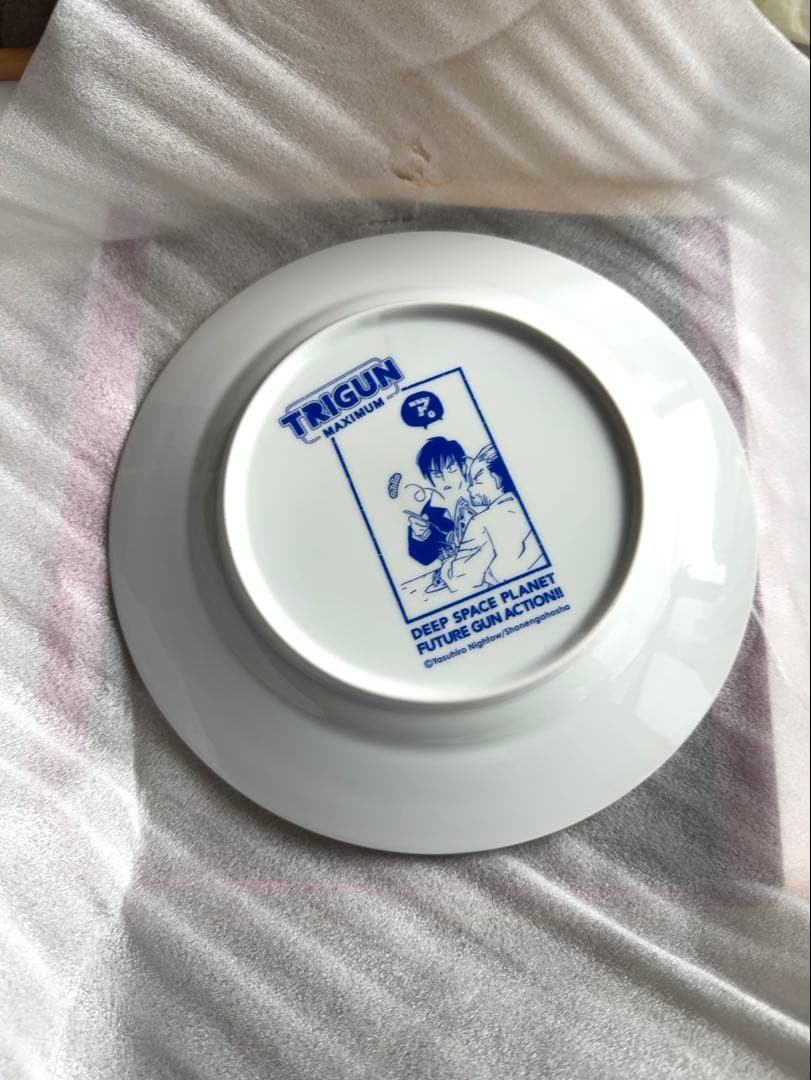 TRIGUN
MAXIMUM
DEEP SPACE PLANET
FUTURE GUN ACTION!!
©Yasuhiro Nightow/Shonengahosha